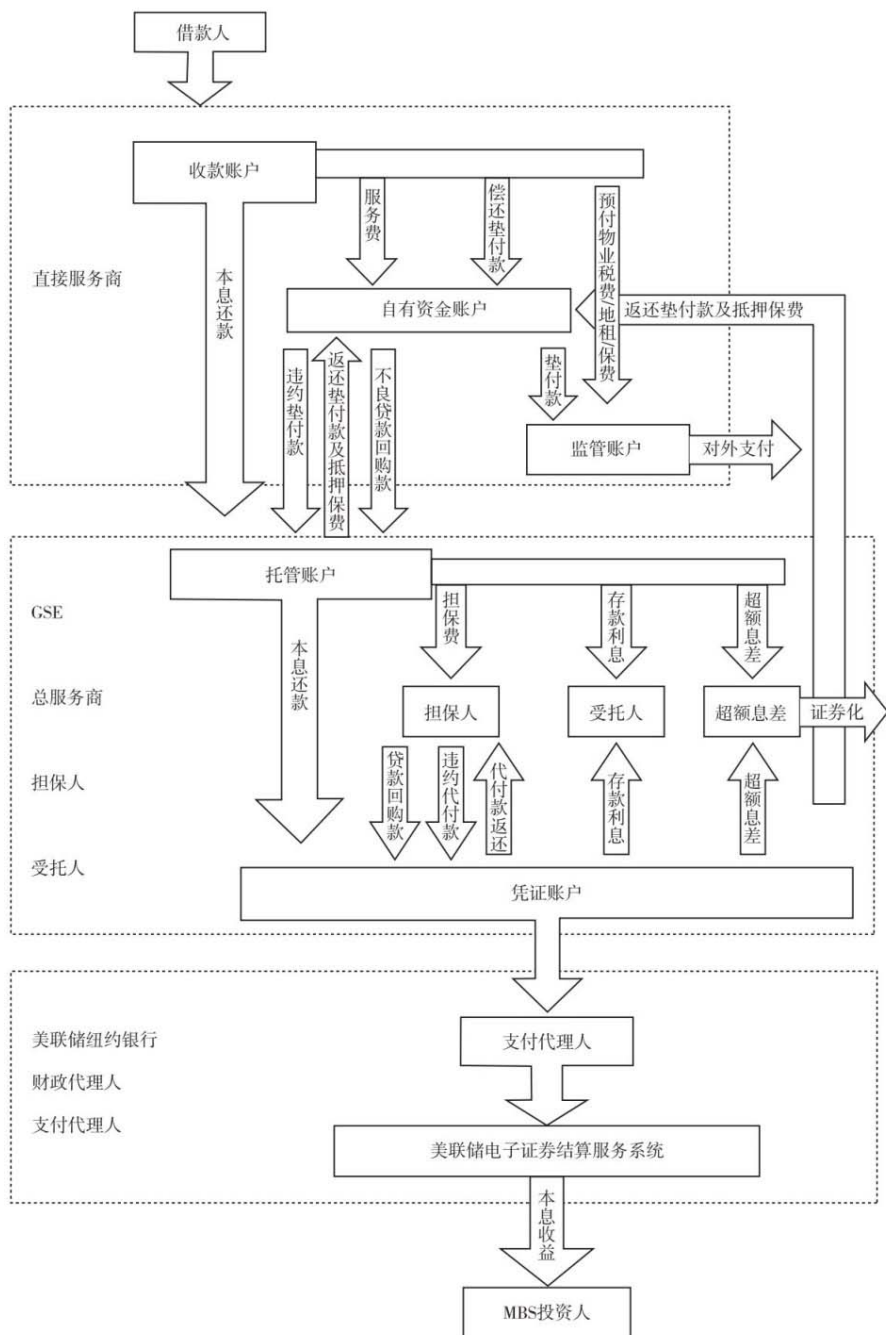 借款人
收款账户
服务费
偿还垫付款
预付物业税费/地租/保费
直接服务商
本息还款
自有资金账户
返还垫付款及抵押保费
违约垫付款
返还垫付款及抵押保费
不良贷款回购款
垫付款
监管账户
对外支付
托管账户
GSE
担保费
存款利息
超额息差
本息还款
总服务商
担保人
受托人
超额息差
证券化
担保人
贷款回购款
违约代付款
代付款返还
存款利息
超额息差
受托人
凭证账户
美联储纽约银行
支付代理人
财政代理人
支付代理人
美联储电子证券结算服务系统
本息收益
MBS投资人